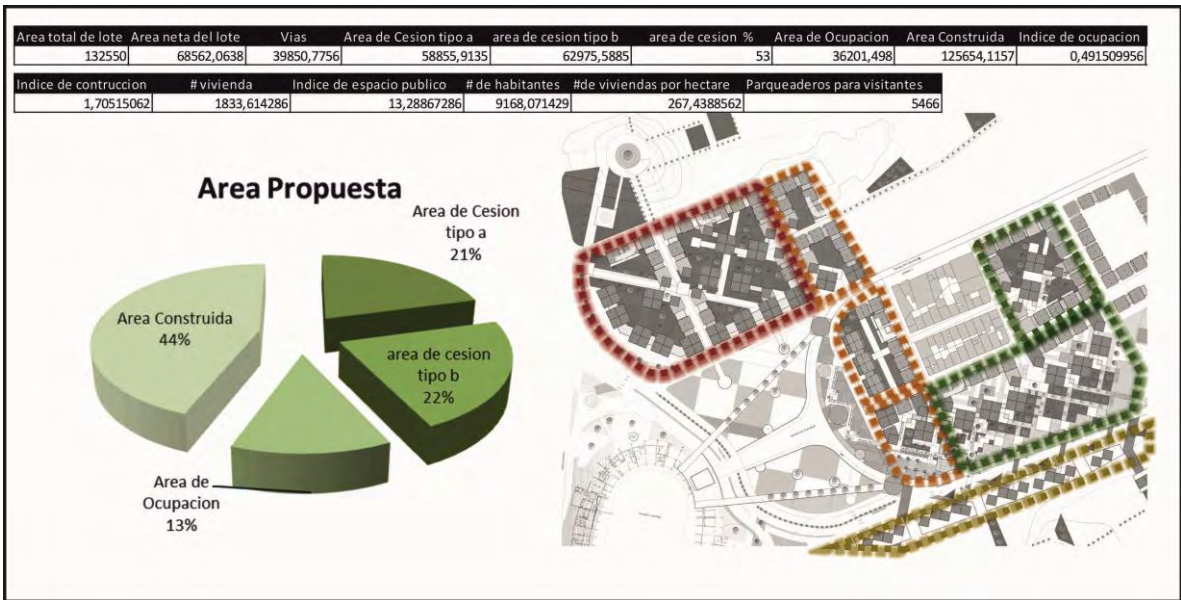 Area total de lote Area neta del lote Vias Area de Cesion tipo a area de cesion tipo b area de cesion % Area de Ocupacion Area Construida Indice de ocupacion
132550 68562,0638 39850,7756 58855,9135 62975,5885 53 36201,498 125654,1157 0,491509956
Indice de contruccion # vivienda Indice de espacio publico # de habitantes #de viviendas por hectare Parqueaderos para visitantes
1,70515062 1833,614286 13,28867286 9168,071429 267,4388562 5466
Area Propuesta
Area de Cesion
tipo a
21%
Area Construida
44%
area de cesion
tipo b
22%
Area de
Ocupacion
13%